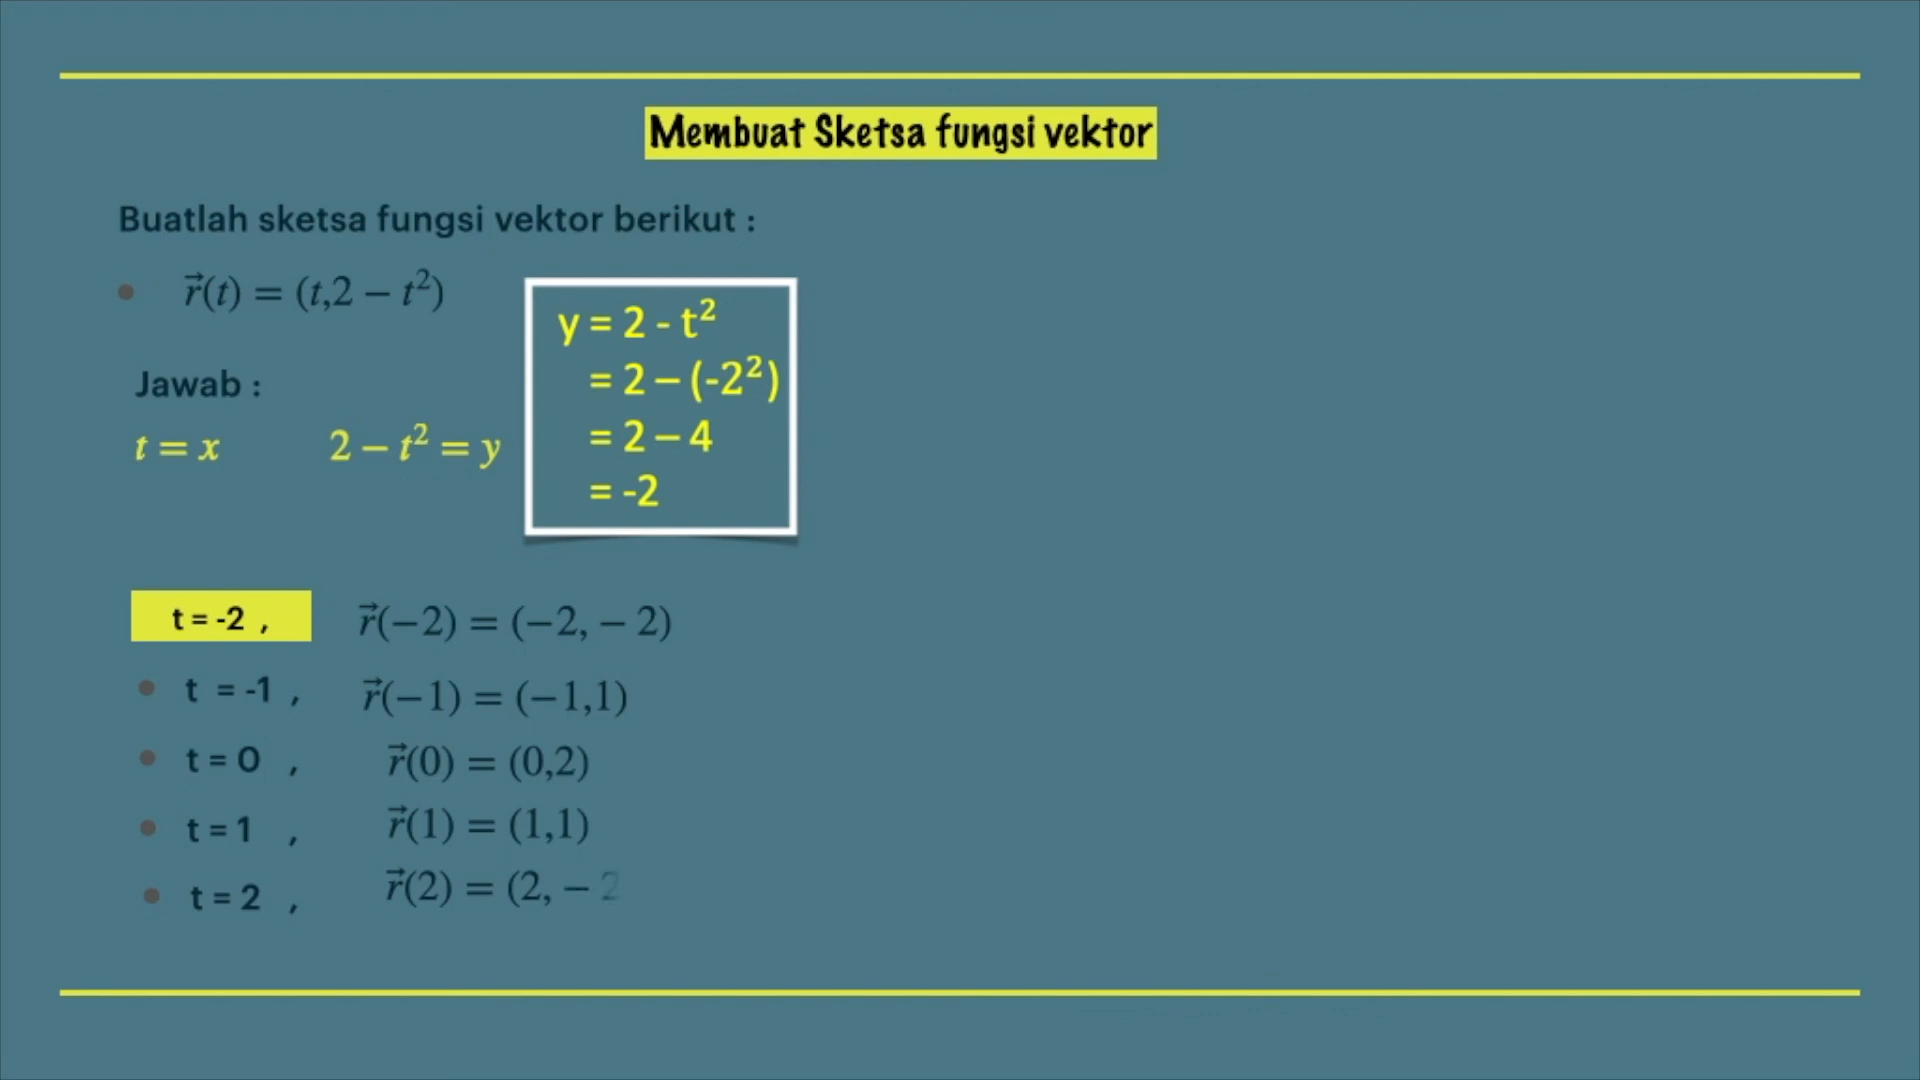 Membuat Sketsa fungsi vektor
Buatlah sketsa fungsi vektor berikut :
• r⃗(t) = (t,2 − t²)
Jawab :
t = x 2 − t² = y
y = 2 - t²
= 2 – (-2²)
= 2 – 4
= -2
t = -2 , r⃗(−2) = (−2, − 2)
• t = -1 , r⃗(−1) = (−1,1)
• t = 0 , r⃗(0) = (0,2)
• t = 1 , r⃗(1) = (1,1)
• t = 2 , r⃗(2) = (2, − 2